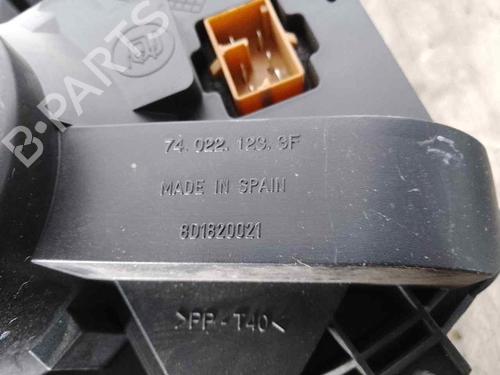 B-PARTS
74.022.123.9F
MADE IN SPAIN
8D1820021
>PP-T40<